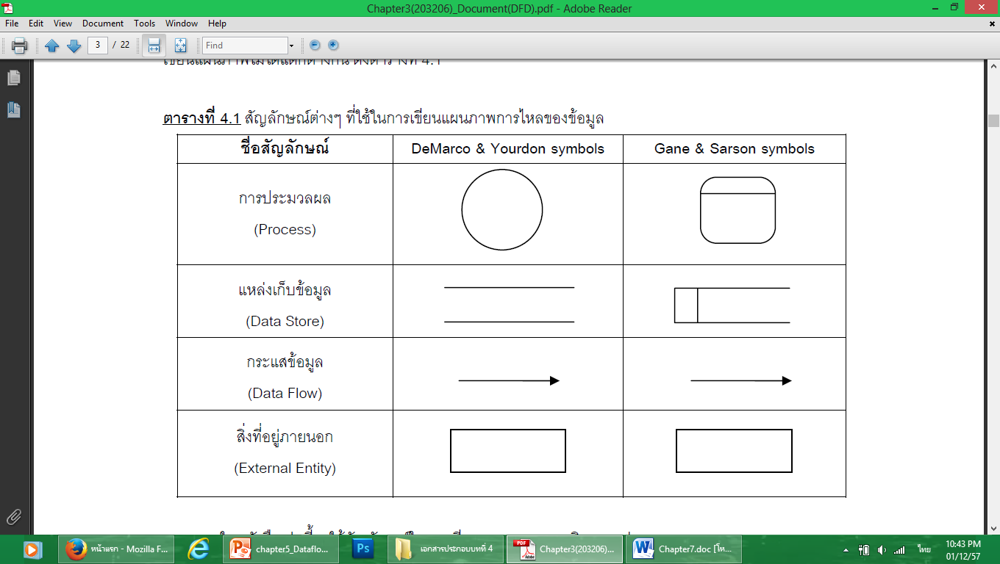 Chapter3(203206)_Document(DFD).pdf - Adobe Reader
File Edit View Document Tools Window Help
3 / 22 Find
ตารางที่ 4.1 สัญลักษณ์ต่างๆ ที่ใช้ในการเขียนแผนภาพการไหลของข้อมูล
ชื่อสัญลักษณ์ DeMarco & Yourdon symbols Gane & Sarson symbols
การประมวลผล
(Process)
แหล่งเก็บข้อมูล
(Data Store)
กระแสข้อมูล
(Data Flow)
สิ่งที่อยู่ภายนอก
(External Entity)
หน้าแรก - Mozilla F... chapter5_Dataflo... Ps เอกสารประกอบบทที่ 4 Chapter3(203206)... Chapter7.doc [โห... ไทย 10:43 PM
01/12/57